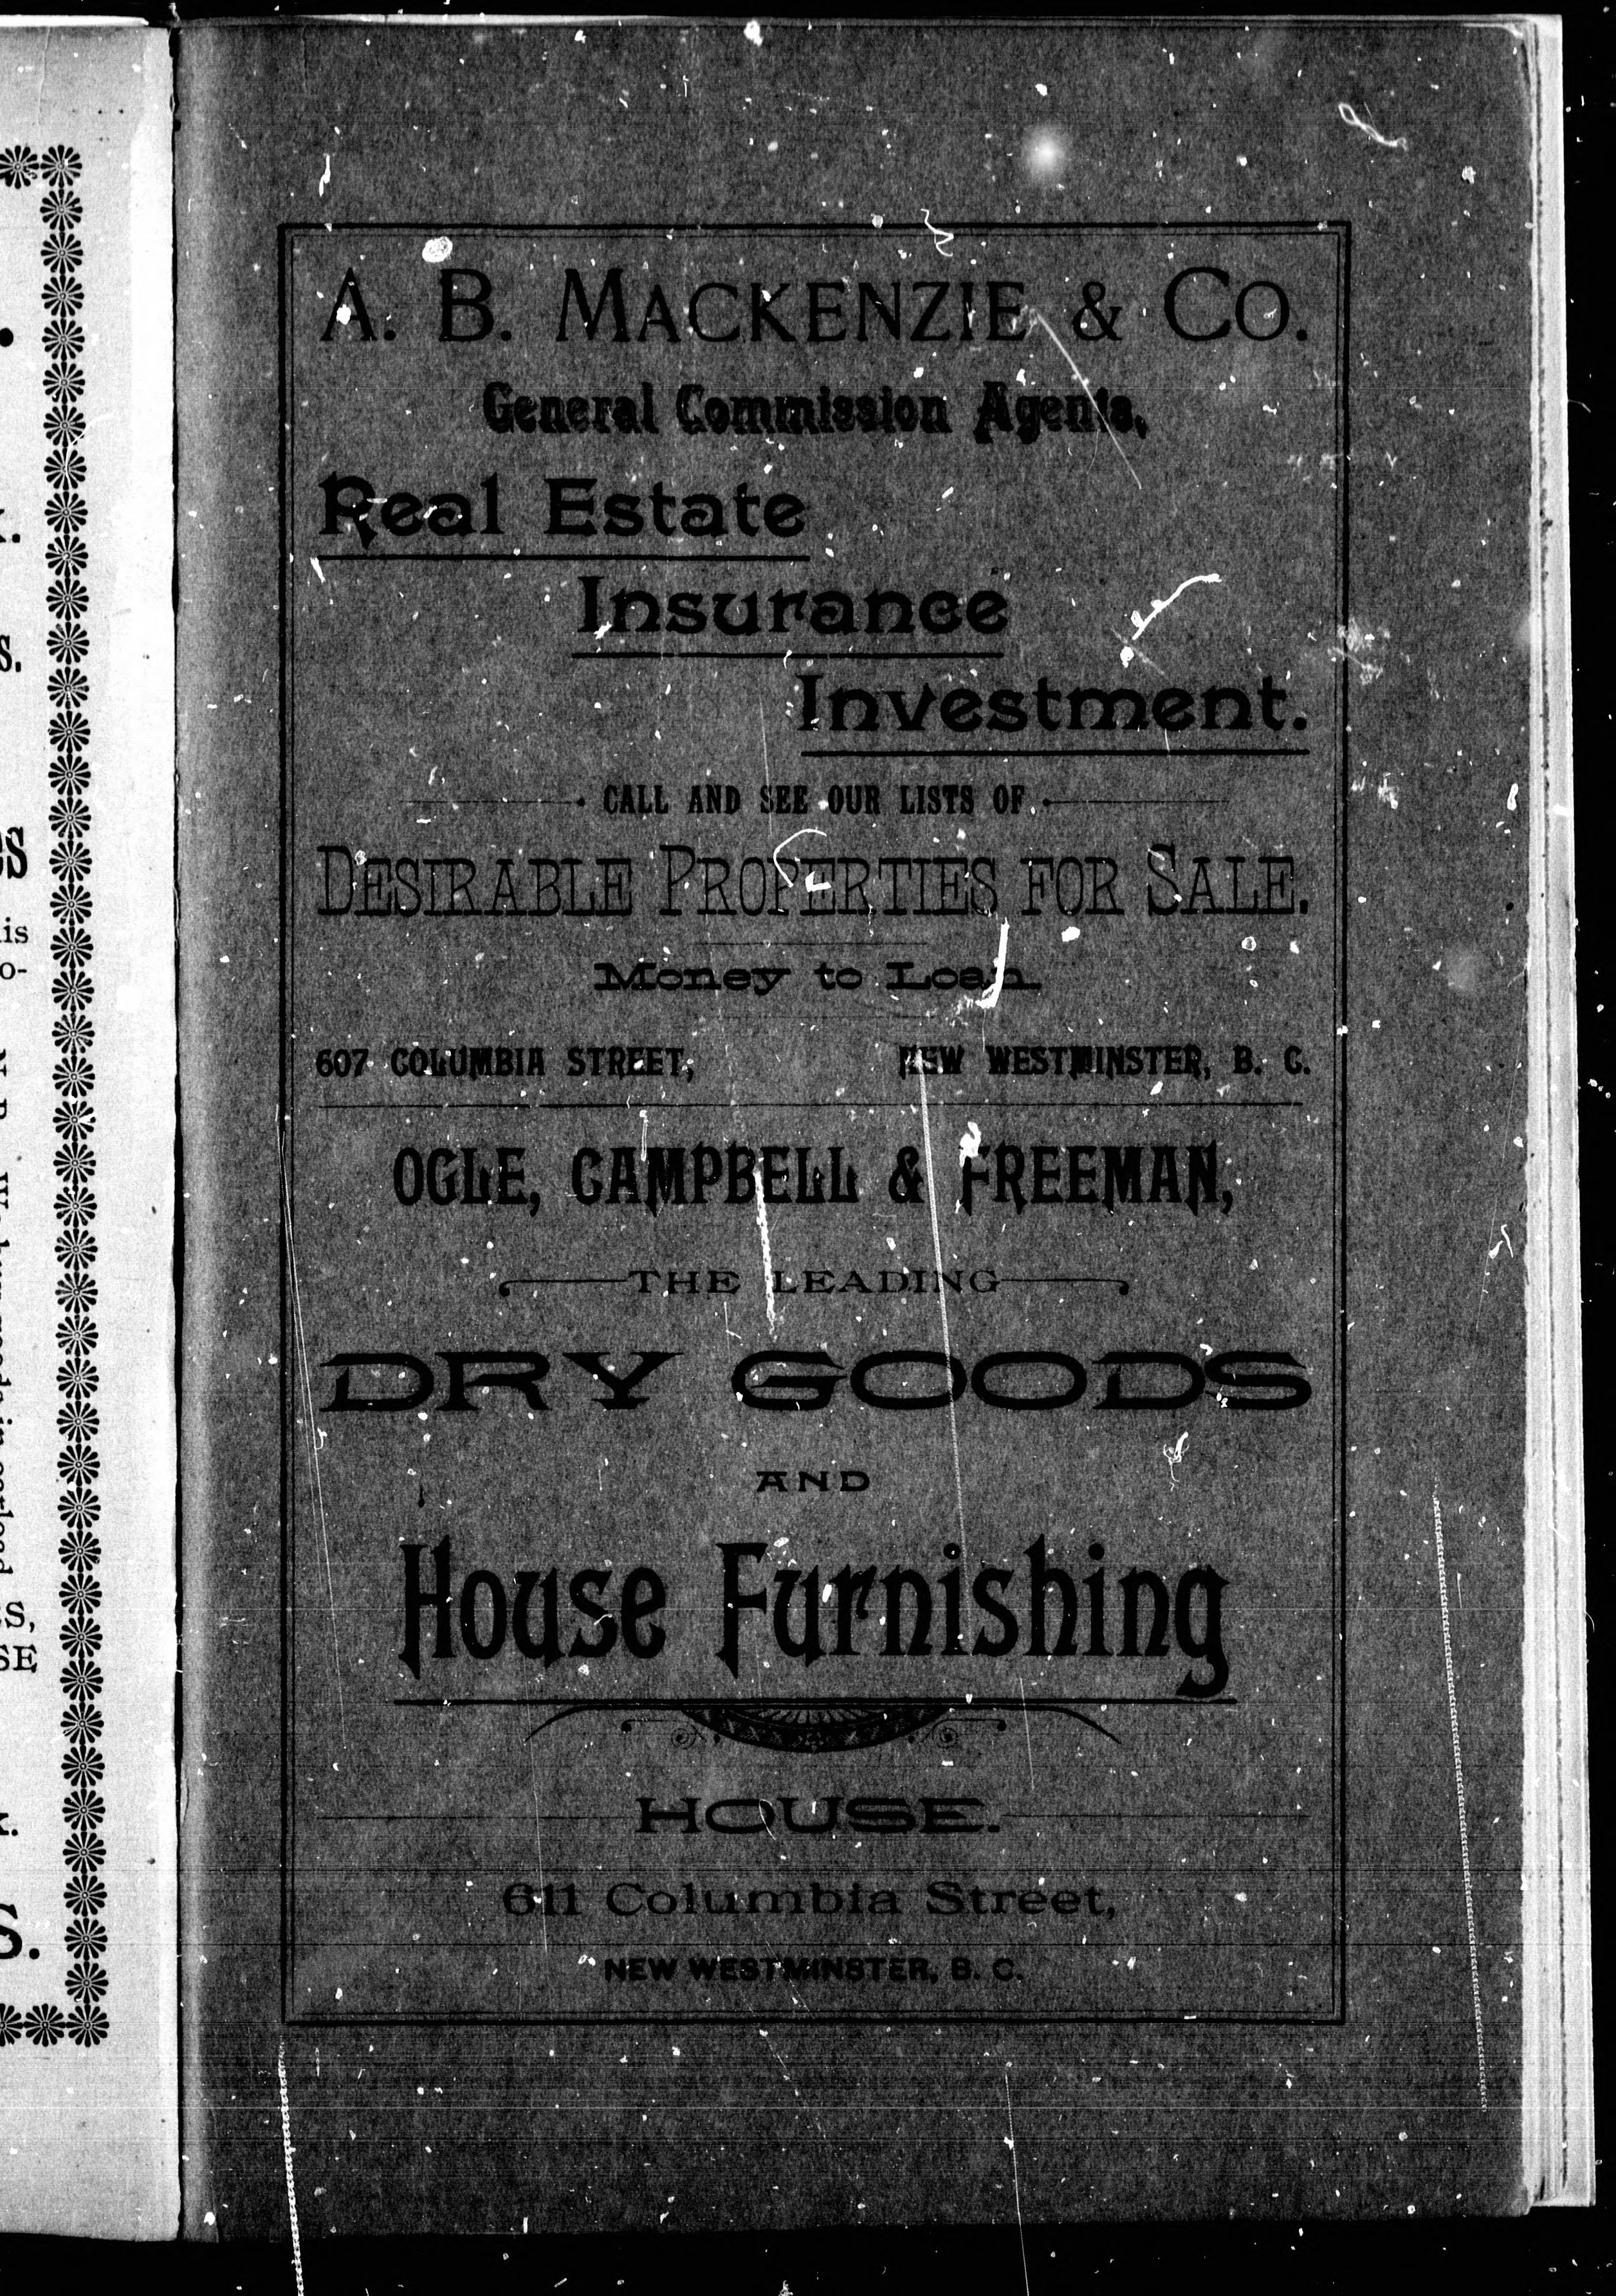 A. B. MACKENZIE & CO.
General Commission Agents,
Real Estate
Insurance
Investment.
CALL AND SEE OUR LISTS OF
DESIRABLE PROPERTIES FOR SALE.
Money to Loan
607 COLUMBIA STREET, NEW WESTMINSTER, B. C.
OGLE, CAMPBELL & FREEMAN,
THE LEADING
DRY GOODS
AND
House Furnishing
HOUSE.
611 Columbia Street,
NEW WESTMINSTER, B. C.